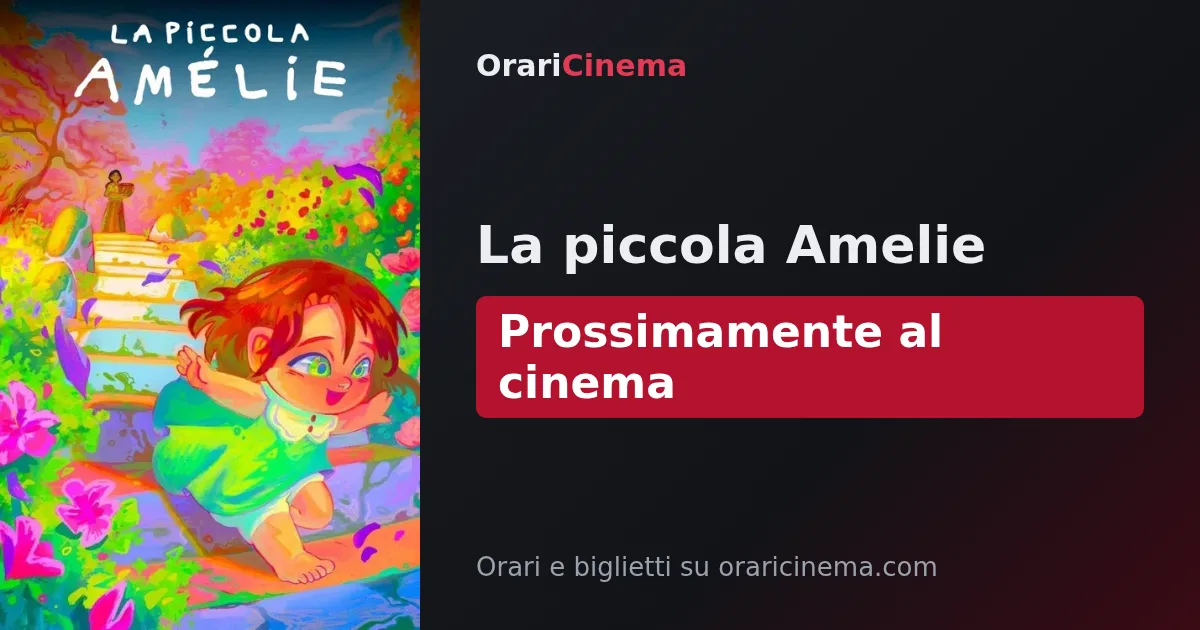 LA PiCCOLA
AMÉLiE
OrariCinema
La piccola Amelie
Prossimamente al
cinema
Orari e biglietti su oraricinema.com